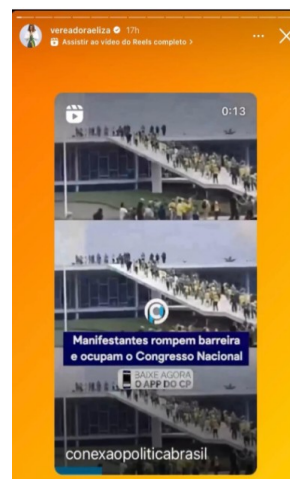 vereadoraeliza 17h
Assistir ao vídeo do Reels completo >
0:13
Manifestantes rompem barreira
e ocupam o Congresso Nacional
BAIXE AGORA
O APP DO CP
conexaopoliticabrasil